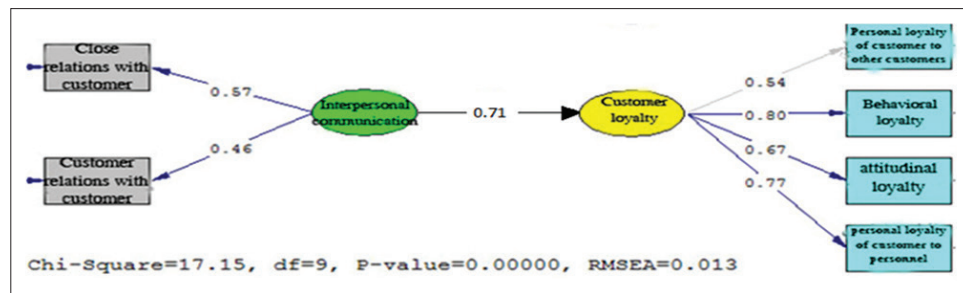 Close
relations with
customer
0.57
Interpersonal
communication
0.46
Customer
relations with
customer
0.71
Customer
loyalty
Personal loyalty
of customer to
other customers
0.54
Behavioral
loyalty
0.80
attitudinal
loyalty
0.67
personal loyalty
of customer to
personnel
0.77
Chi-Square=17.15, df=9, P-value=0.00000, RMSEA=0.013